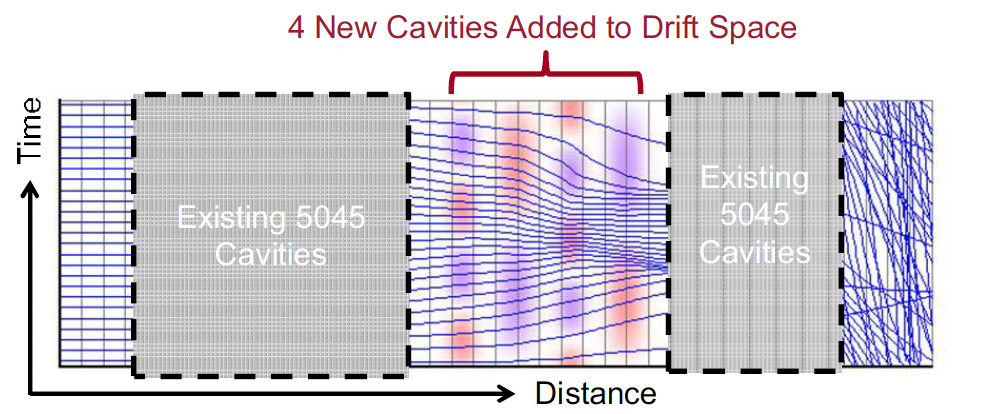 4 New Cavities Added to Drift Space
Time
Existing 5045
Cavities
Existing
5045
Cavities
Distance